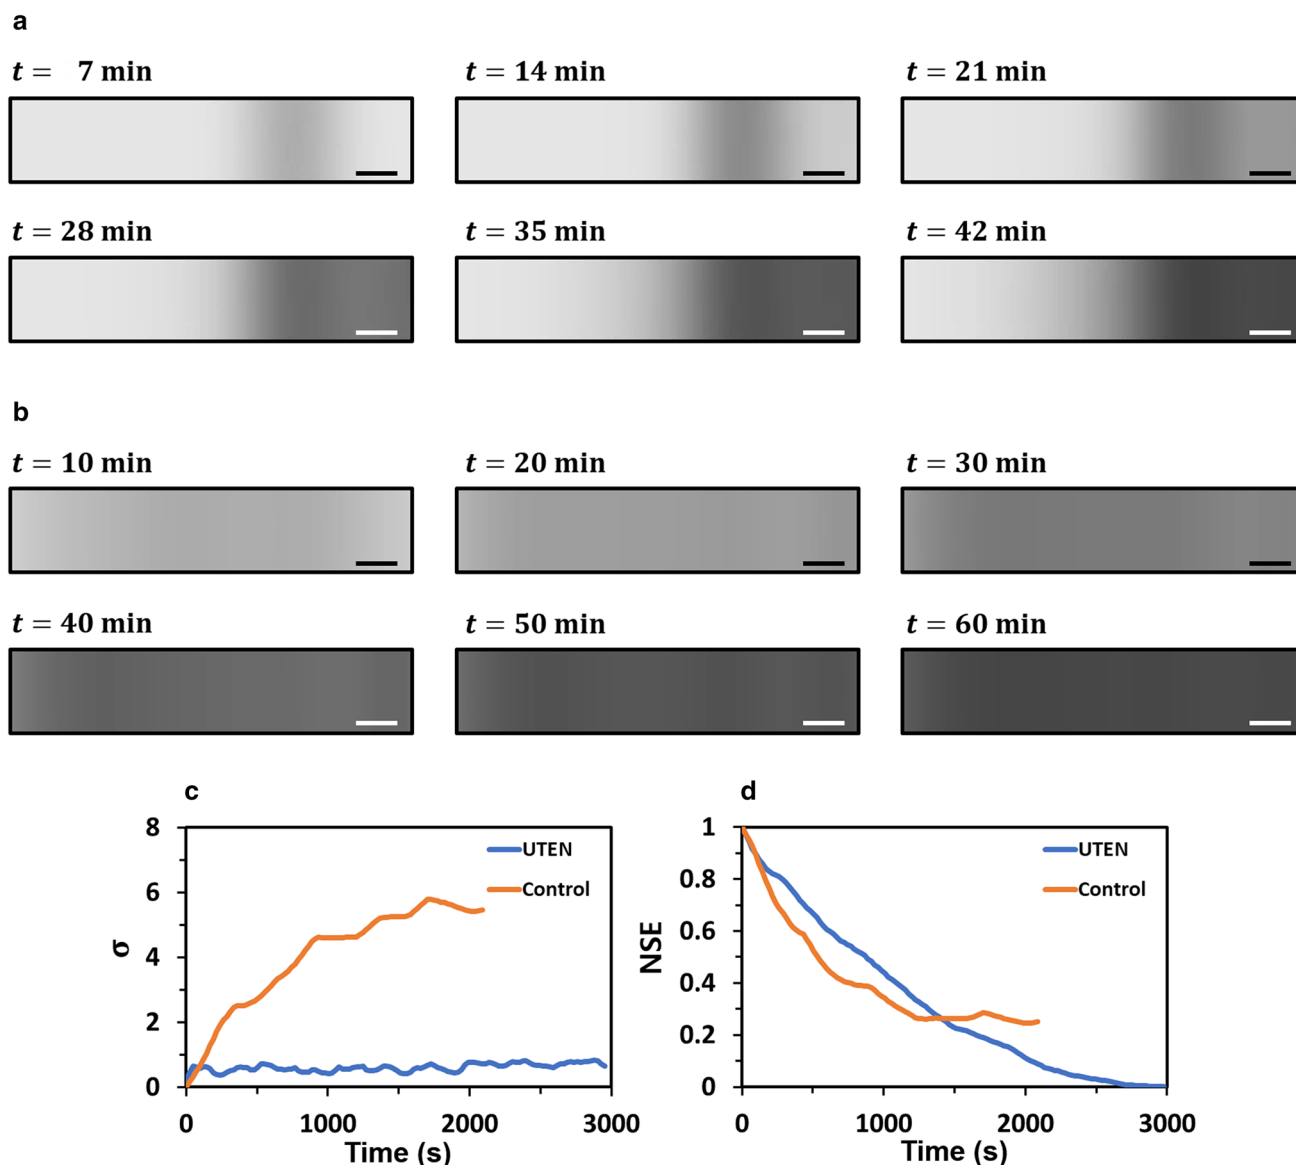 a
t = 7 min
t = 14 min
t = 21 min
t = 28 min
t = 35 min
t = 42 min
b
t = 10 min
t = 20 min
t = 30 min
t = 40 min
t = 50 min
t = 60 min
c
8
6
4
2
0
σ
UTEN
Control
0
1000
2000
3000
Time (s)
d
1
0.8
0.6
0.4
0.2
0
NSE
UTEN
Control
0
1000
2000
3000
Time (s)